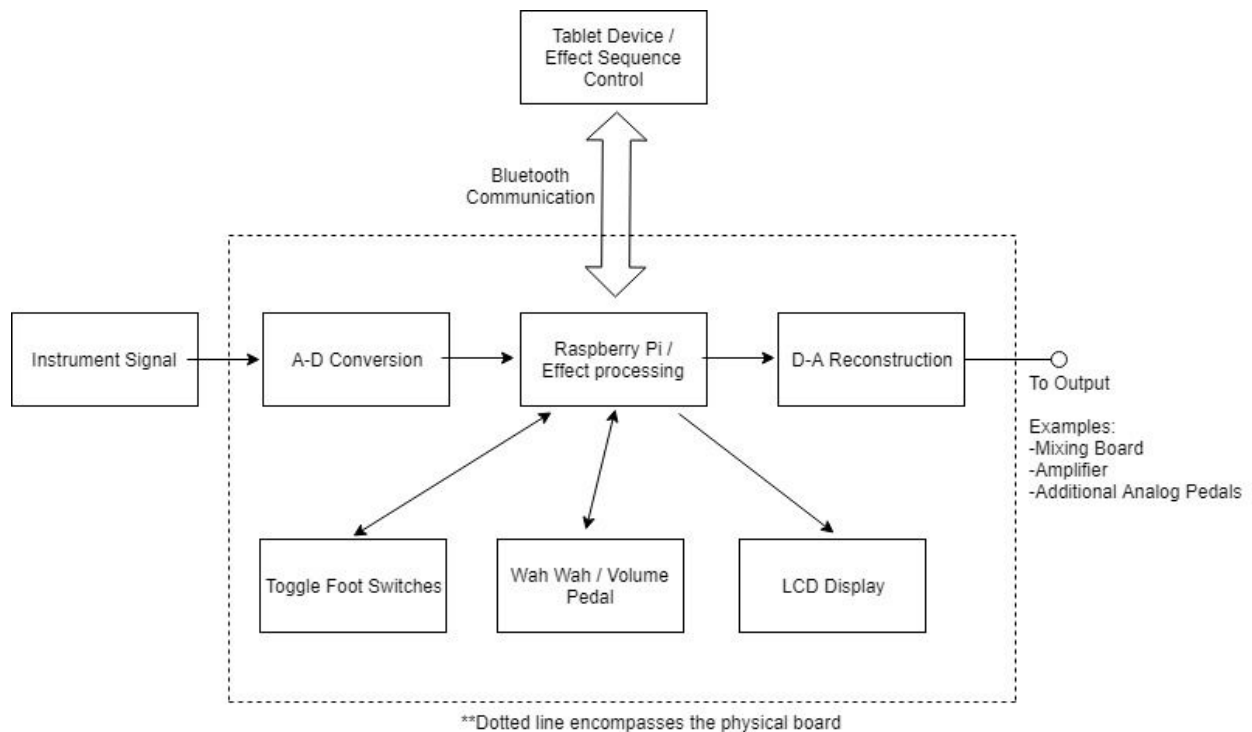 Tablet Device /
Effect Sequence
Control
Bluetooth
Communication
Instrument Signal
A-D Conversion
Raspberry Pi /
Effect processing
D-A Reconstruction
To Output
Examples:
-Mixing Board
-Amplifier
-Additional Analog Pedals
Toggle Foot Switches
Wah Wah / Volume
Pedal
LCD Display
**Dotted line encompasses the physical board